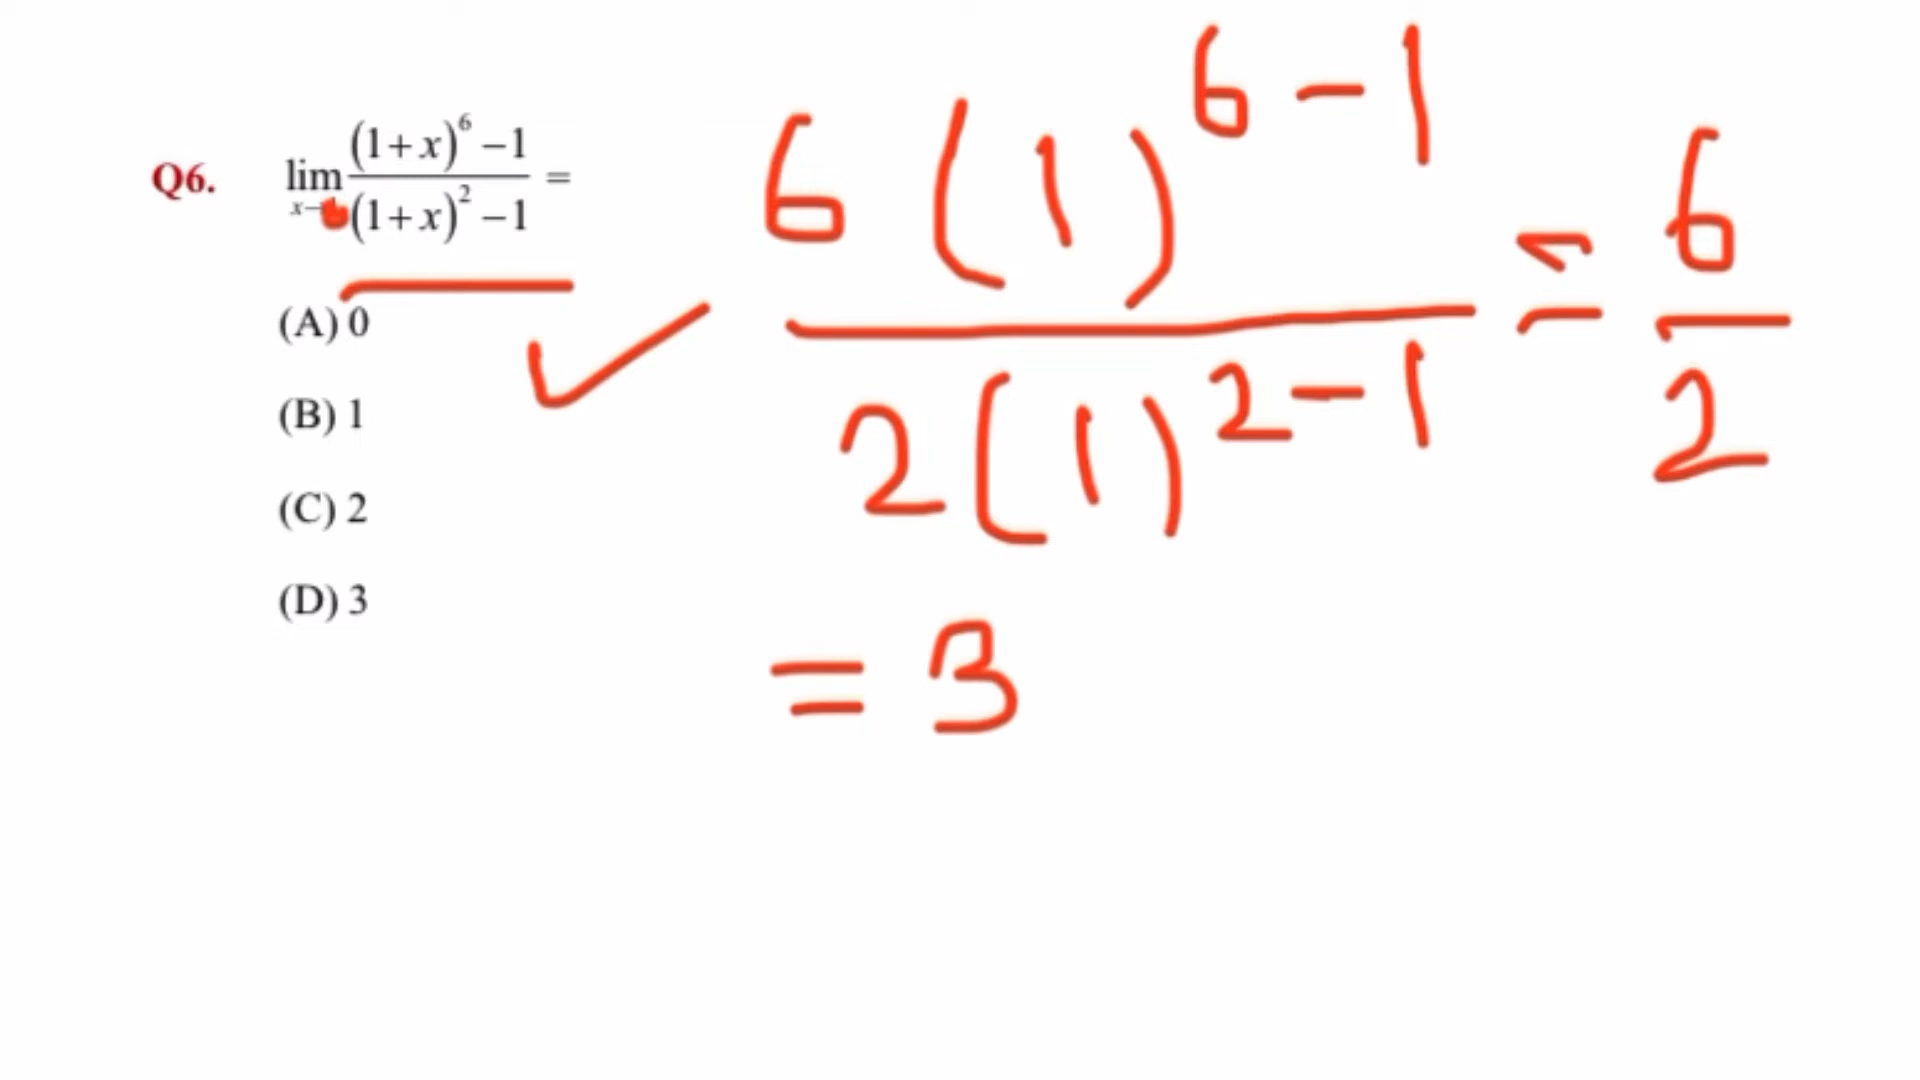 Q6. lim x→0 ((1+x)^6 −1)/((1+x)^2 −1) =
(A) 0
(B) 1
(C) 2
(D) 3
6(1)^(6-1) / 2(1)^(2-1) = 6/2
= 3